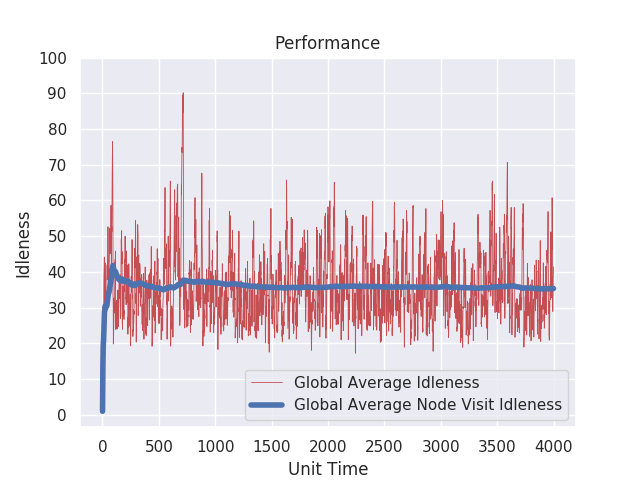 Performance
100
90
80
70
60
50
40
30
20
10
0
Idleness
Global Average Idleness
Global Average Node Visit Idleness
0 500 1000 1500 2000 2500 3000 3500 4000
Unit Time